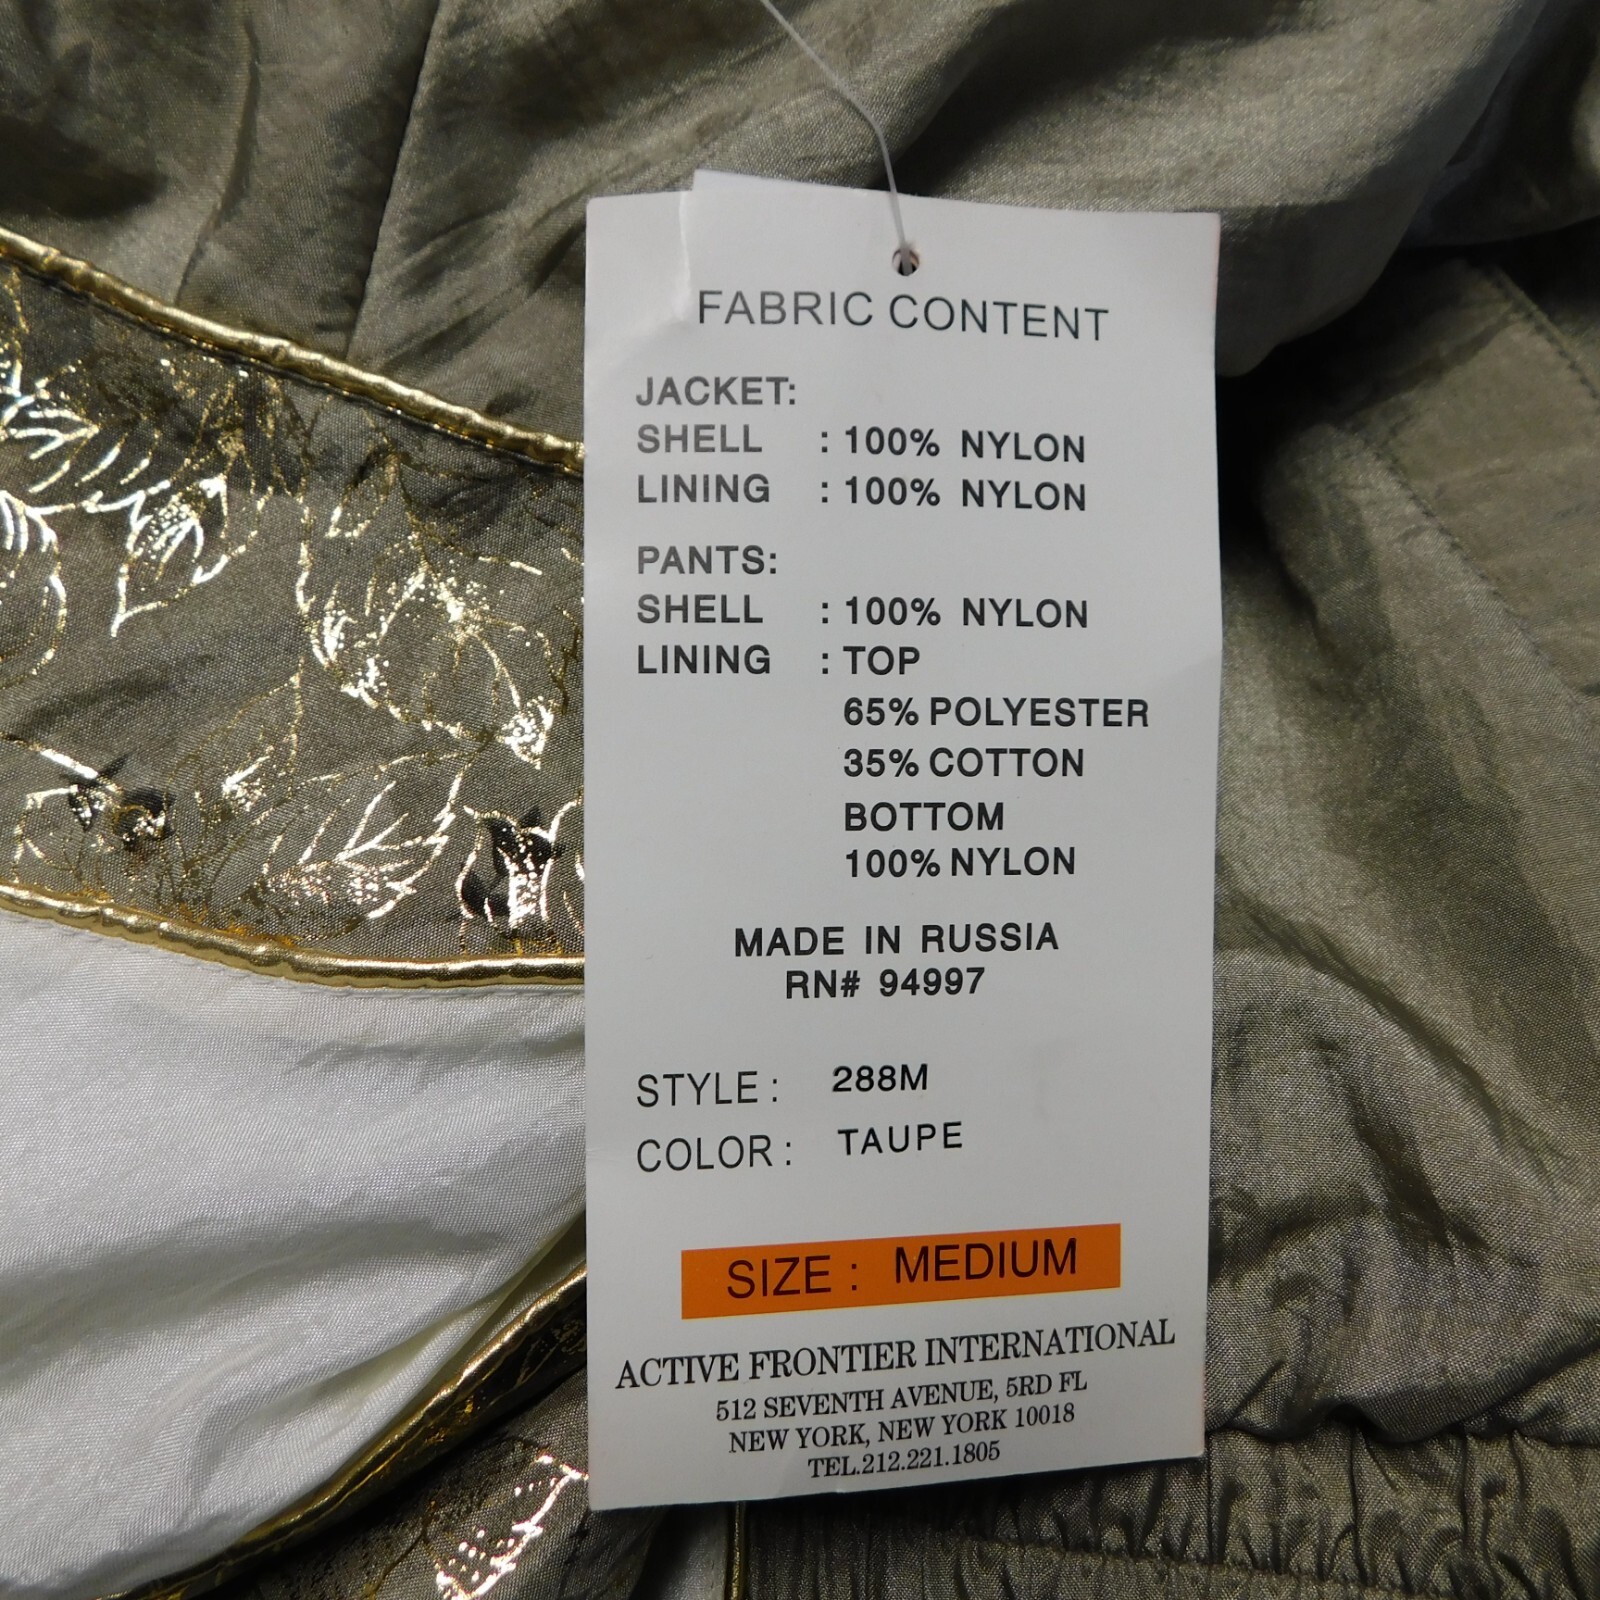 FABRIC CONTENT
JACKET:
SHELL : 100% NYLON
LINING : 100% NYLON
PANTS:
SHELL : 100% NYLON
LINING : TOP
65% POLYESTER
35% COTTON
BOTTOM
100% NYLON
MADE IN RUSSIA
RN# 94997
STYLE : 288M
COLOR : TAUPE
SIZE : MEDIUM
ACTIVE FRONTIER INTERNATIONAL
512 SEVENTH AVENUE, 5RD FL
NEW YORK, NEW YORK 10018
TEL.212.221.1805